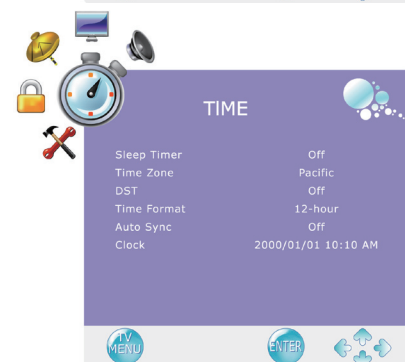 TIME
Sleep Timer Off
Time Zone Pacific
DST Off
Time Format 12-hour
Auto Sync Off
Clock 2000/01/01 10:10 AM
TV
MENU
ENTER